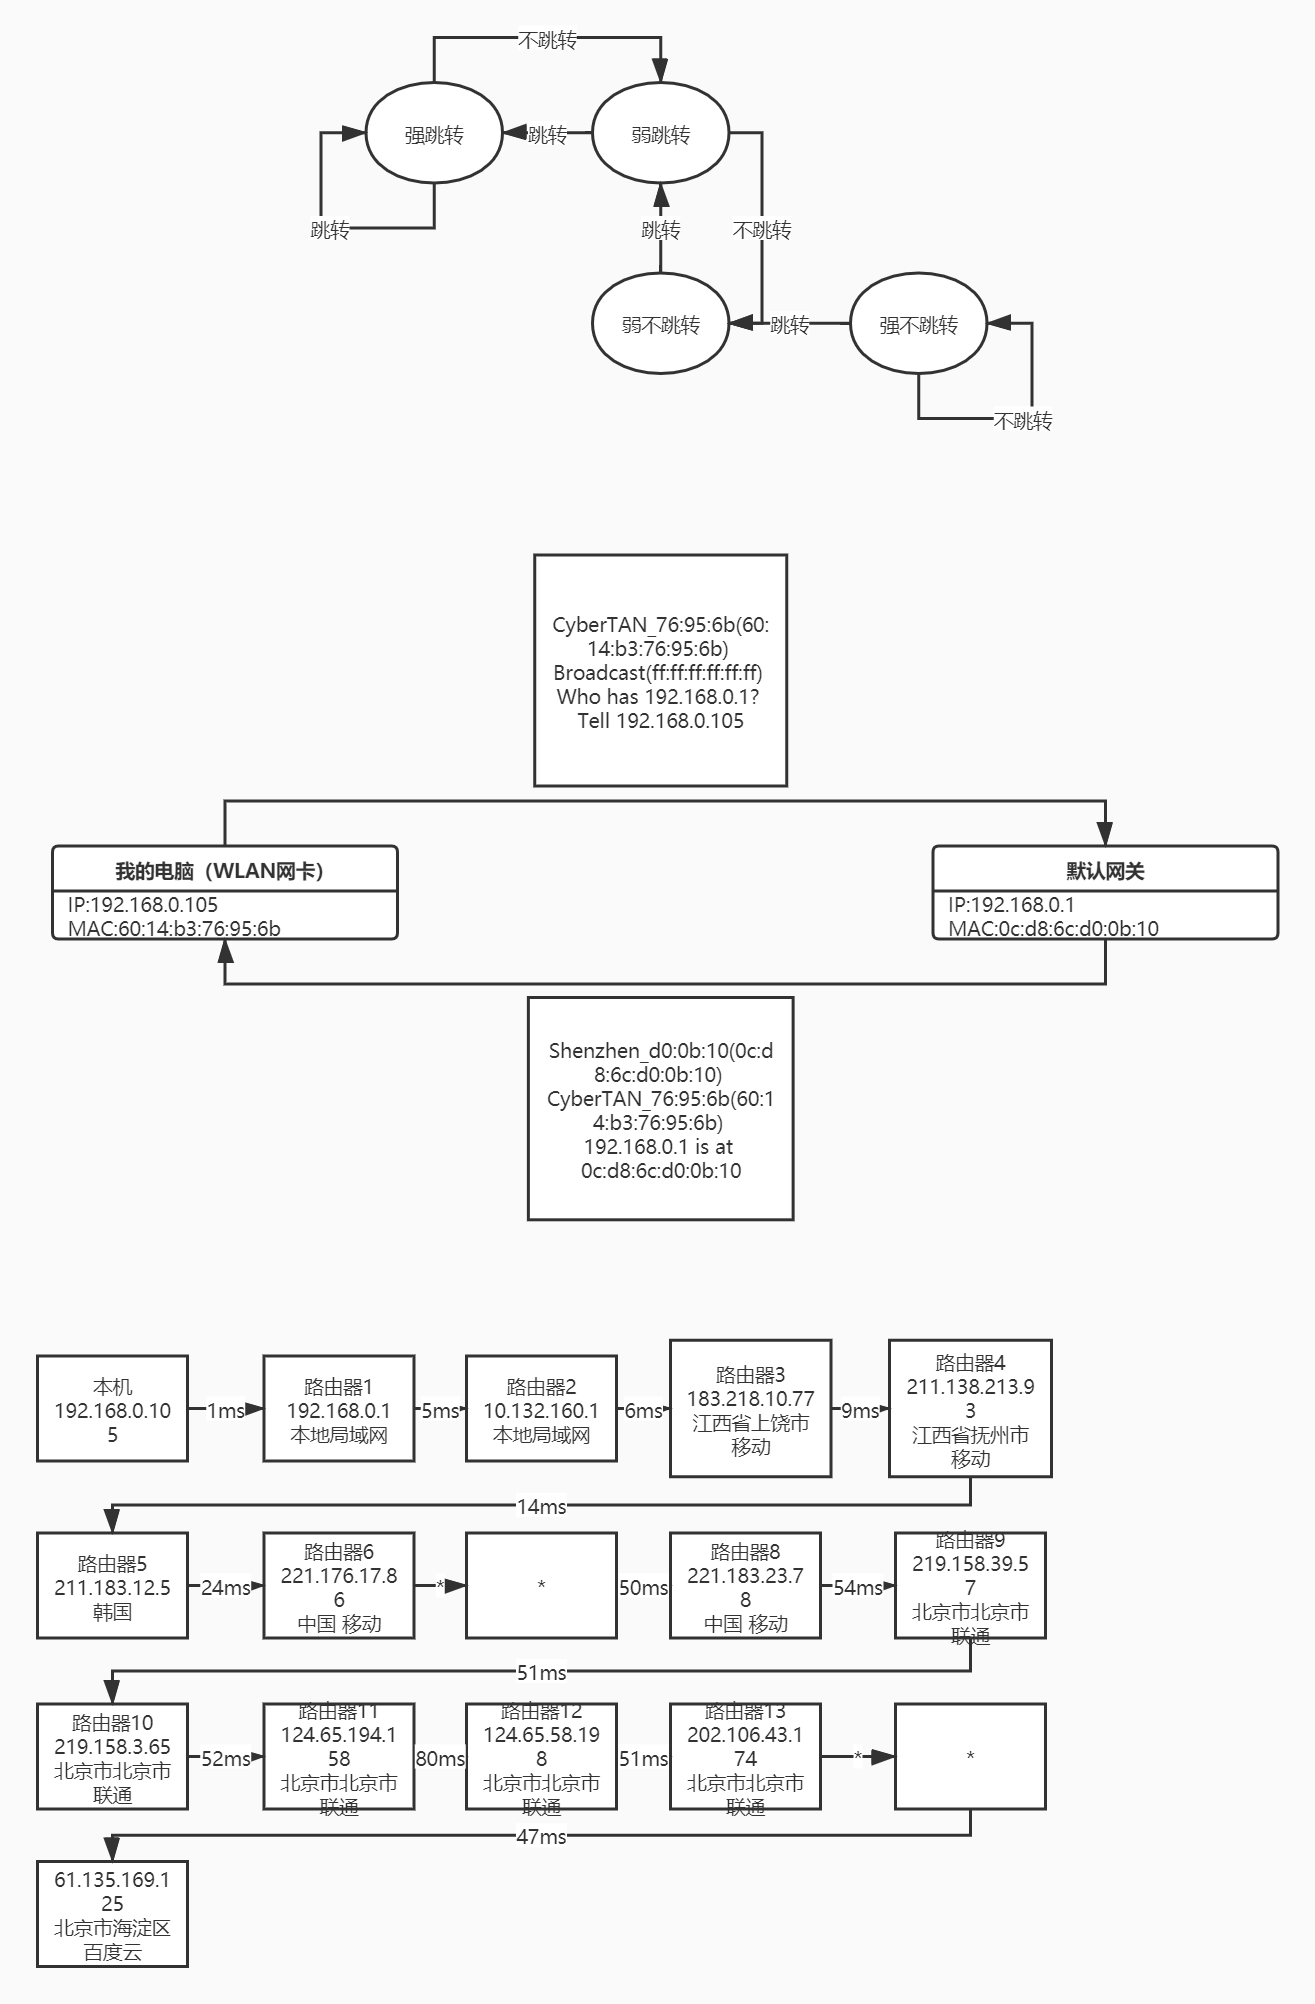 不跳转
强跳转
跳转
弱跳转
跳转
跳转
不跳转
弱不跳转
跳转
强不跳转
不跳转
CyberTAN_76:95:6b(60:
14:b3:76:95:6b)
Broadcast(ff:ff:ff:ff:ff:ff)
Who has 192.168.0.1?
Tell 192.168.0.105
我的电脑（WLAN网卡）
IP:192.168.0.105
MAC:60:14:b3:76:95:6b
默认网关
IP:192.168.0.1
MAC:0c:d8:6c:d0:0b:10
Shenzhen_d0:0b:10(0c:d
8:6c:d0:0b:10)
CyberTAN_76:95:6b(60:1
4:b3:76:95:6b)
192.168.0.1 is at
0c:d8:6c:d0:0b:10
本机
192.168.0.10
5
1ms
路由器1
192.168.0.1
本地局域网
5ms
路由器2
10.132.160.1
本地局域网
6ms
路由器3
183.218.10.77
江西省上饶市
移动
9ms
路由器4
211.138.213.9
3
江西省抚州市
移动
14ms
路由器5
211.183.12.5
韩国
24ms
路由器6
221.176.17.8
6
中国 移动
*
*
50ms
路由器8
221.183.23.7
8
中国 移动
54ms
路由器9
219.158.39.5
7
北京市北京市
联通
51ms
路由器10
219.158.3.65
北京市北京市
联通
52ms
路由器11
124.65.194.1
58
北京市北京市
联通
80ms
路由器12
124.65.58.19
8
北京市北京市
联通
51ms
路由器13
202.106.43.1
74
北京市北京市
联通
*
*
47ms
61.135.169.1
25
北京市海淀区
百度云